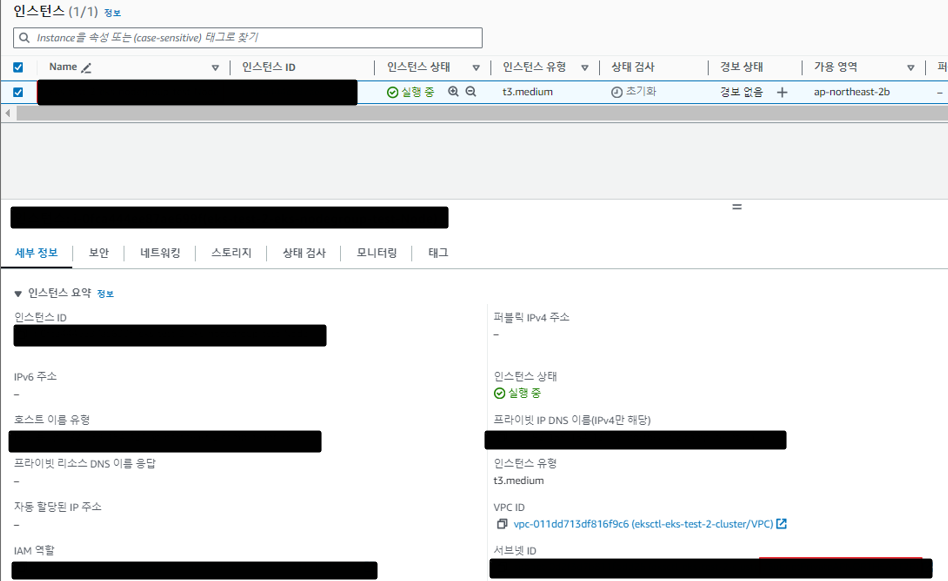 인스턴스 (1/1) 정보
Instance을 속성 또는 (case-sensitive) 태그로 찾기
Name 인스턴스 ID 인스턴스 상태 인스턴스 유형 상태 검사 경보 상태 가용 영역 퍼
실행 중 t3.medium 초기화 경보 없음 + ap-northeast-2b –
세부 정보 보안 네트워킹 스토리지 상태 검사 모니터링 태그
인스턴스 요약 정보
인스턴스 ID
퍼블릭 IPv4 주소
–
IPv6 주소
–
인스턴스 상태
실행 중
호스트 이름 유형
프라이빗 IP DNS 이름(IPv4만 해당)
프라이빗 리소스 DNS 이름 응답
–
인스턴스 유형
t3.medium
자동 할당된 IP 주소
–
VPC ID
vpc-011dd713df816f9c6 (eksctl-eks-test-2-cluster/VPC)
IAM 역할
서브넷 ID